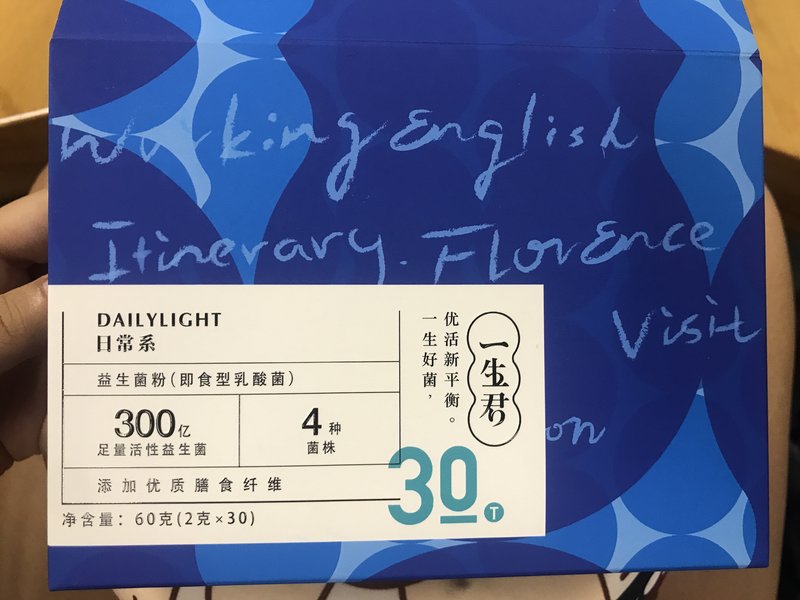 Working English
Itinerary. Florence
Visit
on
DAILYLIGHT
日常系
益生菌粉(即食型乳酸菌)
300亿
足量活性益生菌
4种
菌株
添加优质膳食纤维
净含量：60克(2克×30)
一生好菌，
优活新平衡。
一生君
30
T